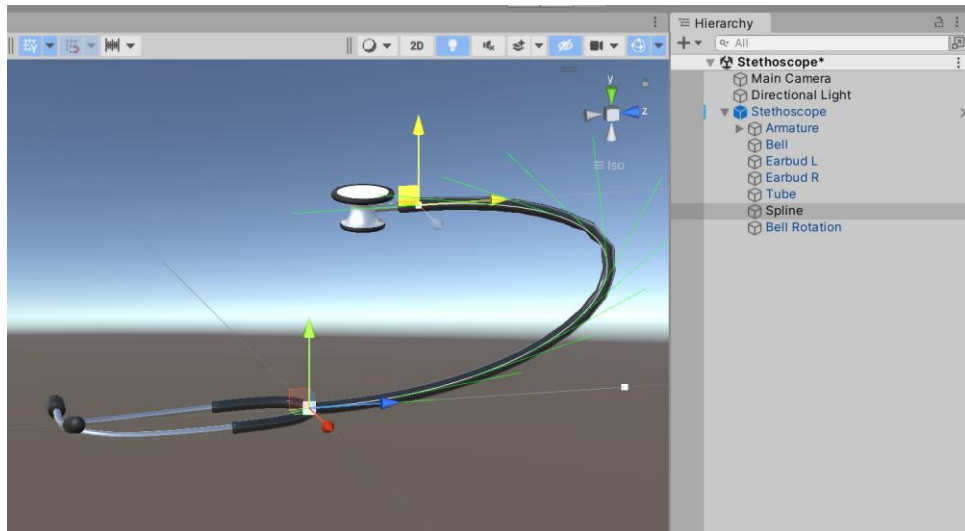 2D
Hierarchy
All
Stethoscope*
Main Camera
Directional Light
Stethoscope
Armature
Bell
Earbud L
Earbud R
Tube
Spline
Bell Rotation
y
z
Iso